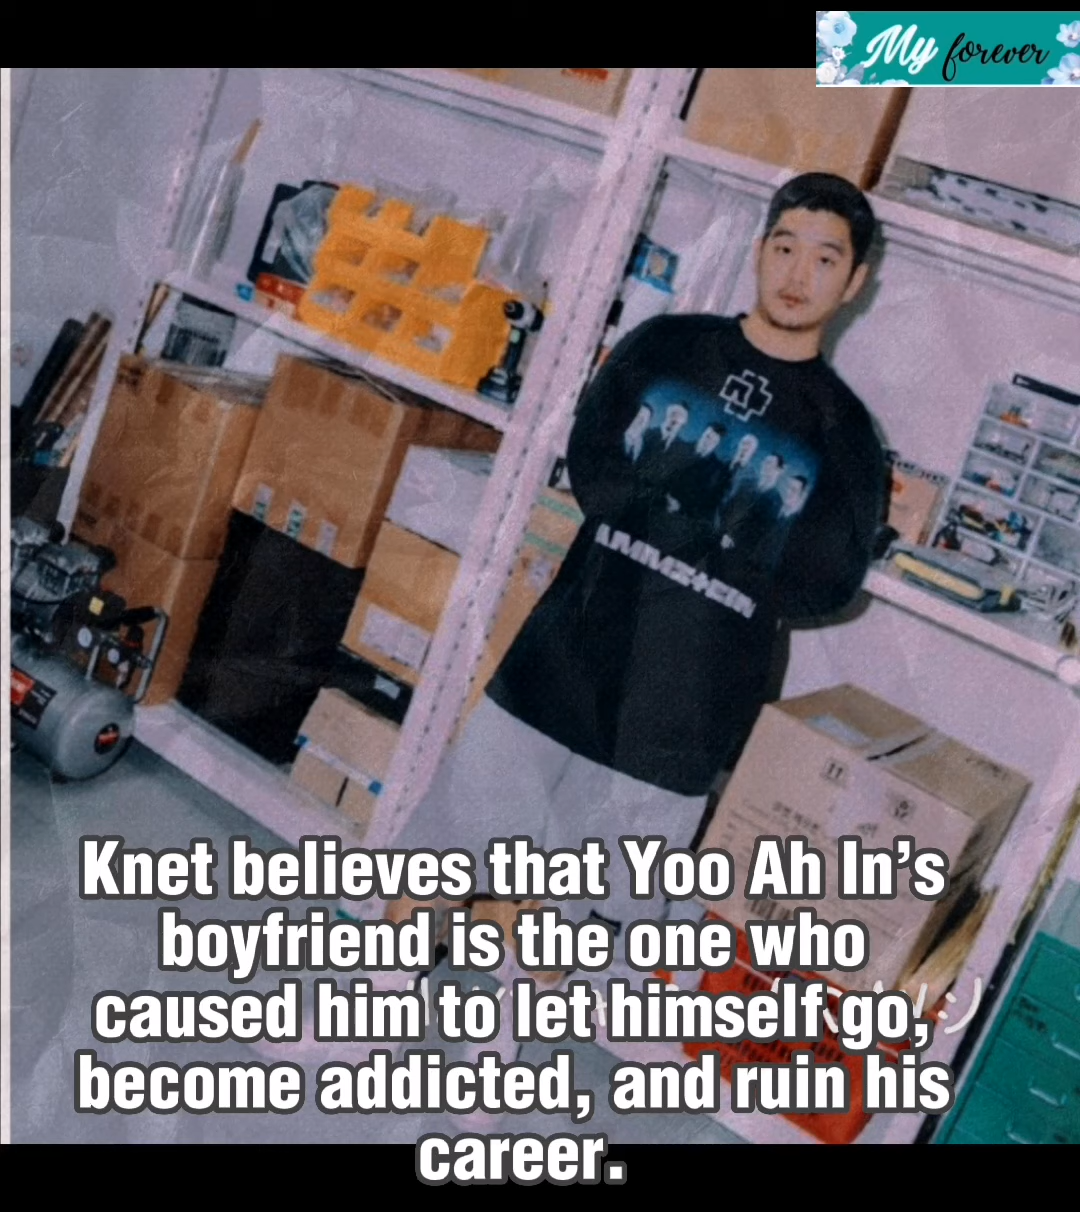 My forever
RAMMSTEIN
Knet believes that Yoo Ah In’s
boyfriend is the one who
caused him to let himself go,
become addicted, and ruin his
career.